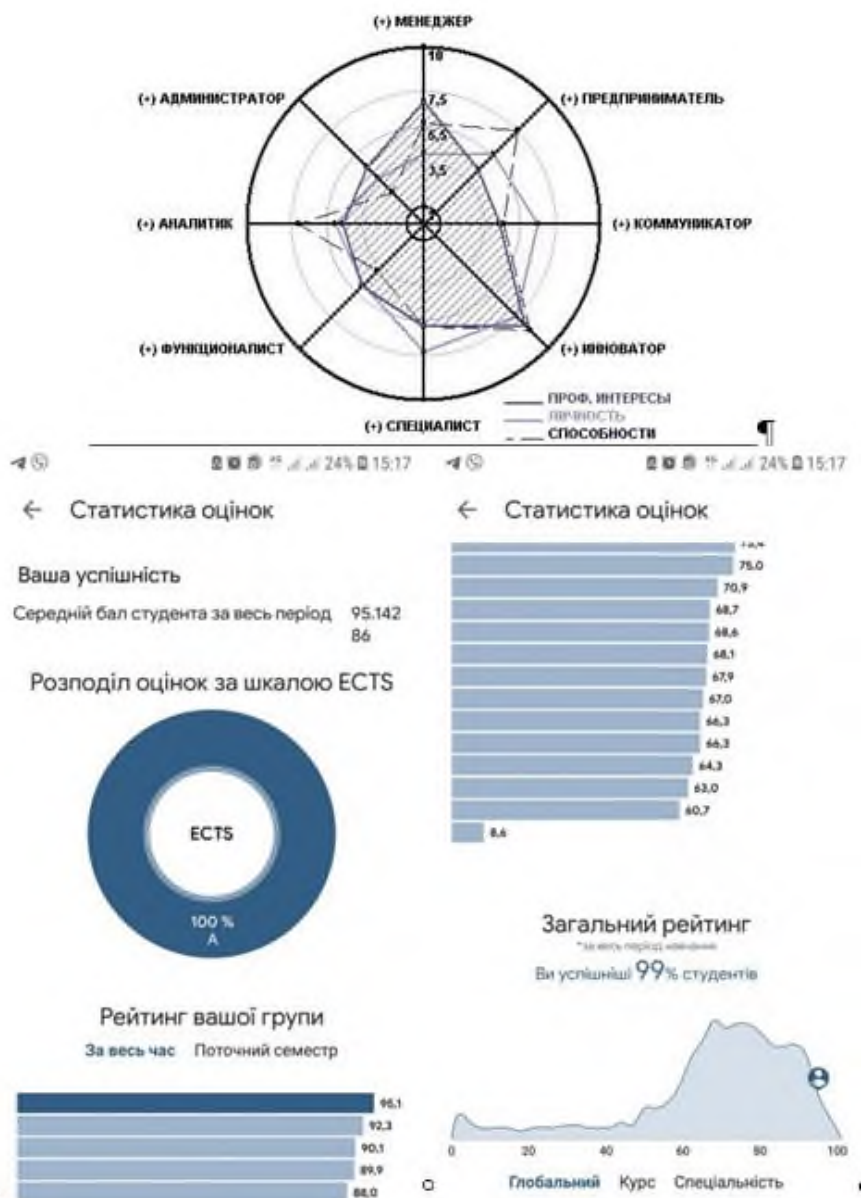 (+) МЕНЕДЖЕР
10
(+) АДМИНИСТРАТОР
7,5
(+) ПРЕДПРИНИМАТЕЛЬ
5,5
3,5
(+) АНАЛИТИК
(+) КОММУНИКАТОР
(+) ФУНКЦИОНАЛИСТ
(+) ИННОВАТОР
ПРОФ. ИНТЕРЕСЫ
ЛИЧНОСТЬ
(+) СПЕЦИАЛИСТ
СПОСОБНОСТИ
¶
24% 15:17
← Статистика оцінок
Ваша успішність
Середній бал студента за весь період 95.142
86
Розподіл оцінок за шкалою ECTS
ECTS
100 %
A
Рейтинг вашої групи
За весь час Поточний семестр
95,1
92,3
90,1
89,9
88,0
24% 15:17
← Статистика оцінок
75,0
70,9
68,7
68,6
68,1
67,9
67,0
66,3
66,3
64,3
63,0
60,7
8,6
Загальний рейтинг
*за весь період навчання
Ви успішніші 99% студентів
0 20 40 60 80 100
Глобальний Курс Спеціальність